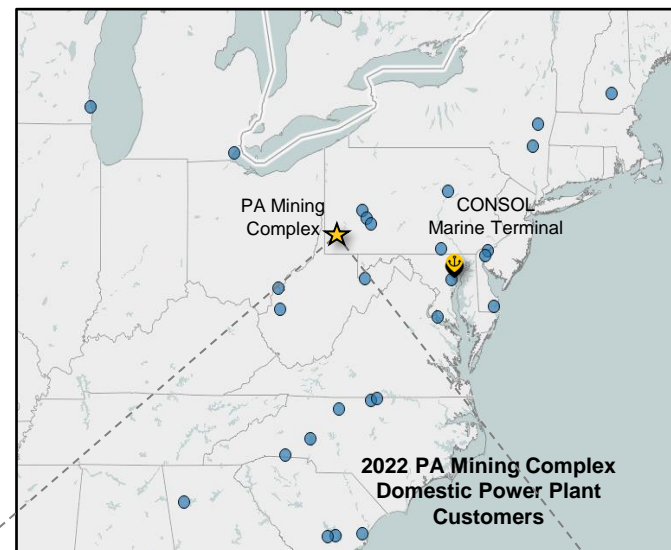 PA Mining
Complex
CONSOL
Marine Terminal
2022 PA Mining Complex
Domestic Power Plant
Customers